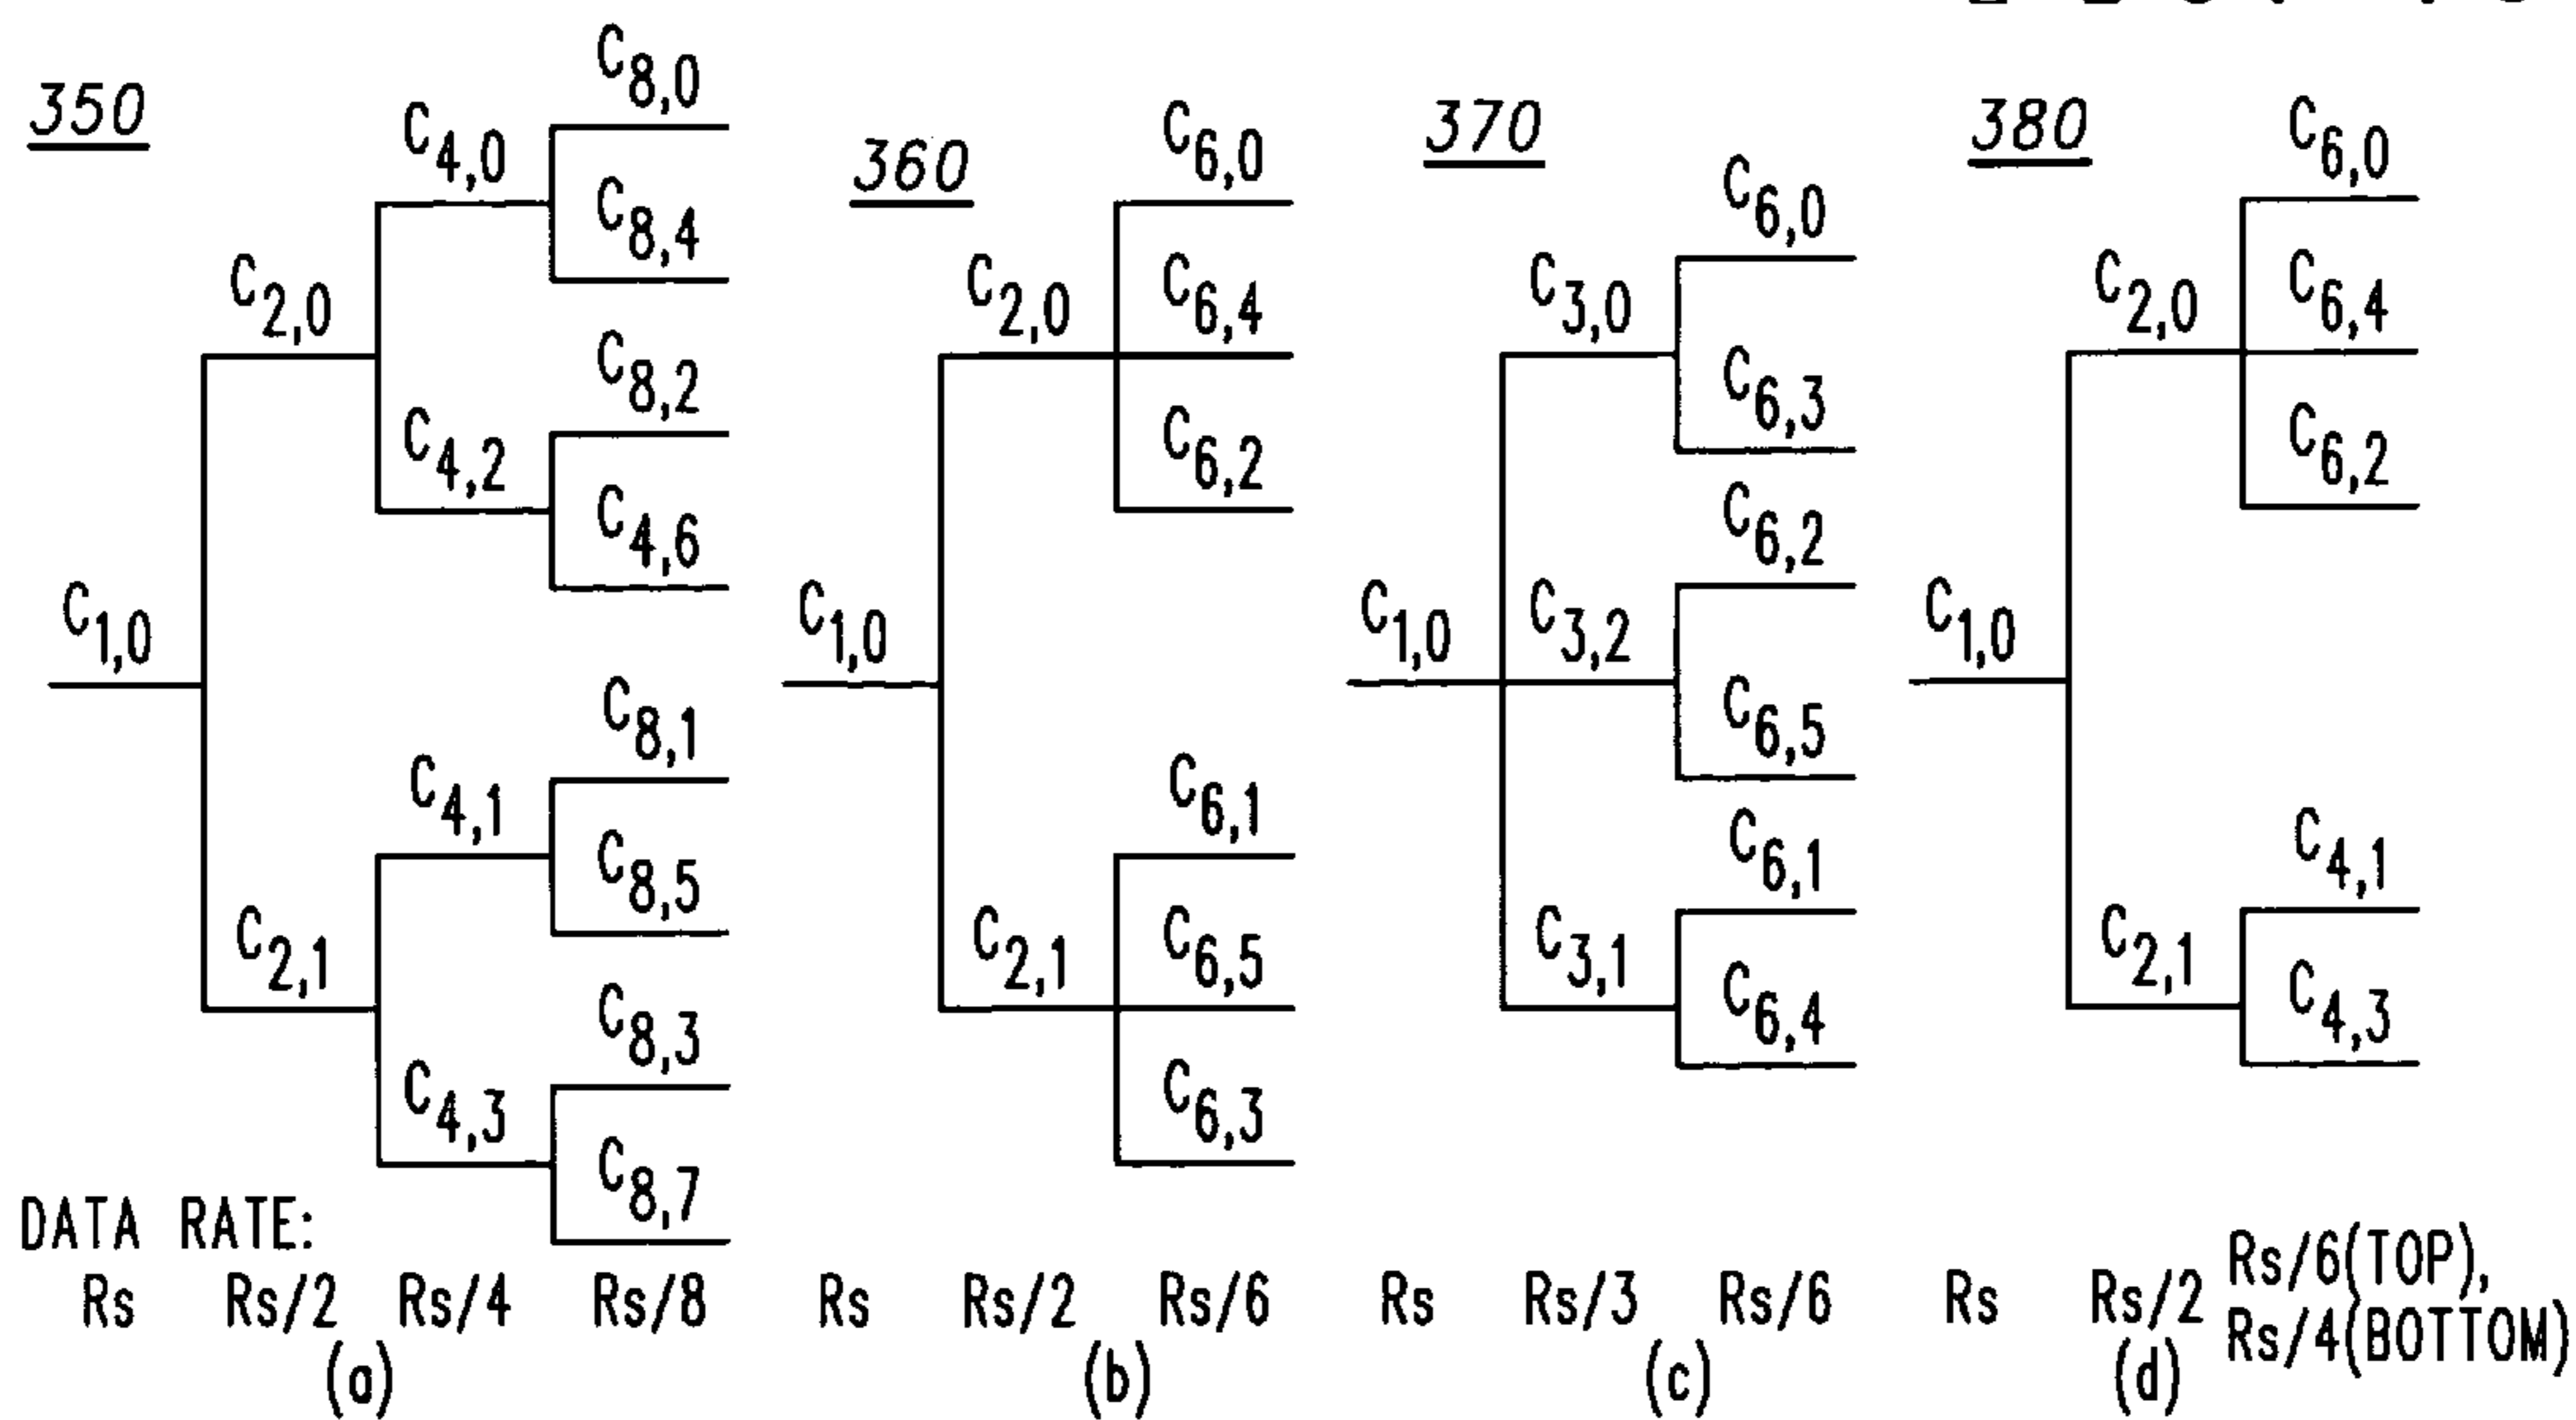 350
C8,0
C4,0
C8,4
C2,0
C8,2
C4,2
C4,6
C1,0
C8,1
C4,1
C8,5
C2,1
C8,3
C4,3
C8,7
360
C6,0
C2,0
C6,4
C6,2
C1,0
C6,1
C2,1
C6,5
C6,3
370
C6,0
C3,0
C6,3
C6,2
C1,0
C3,2
C6,5
C6,1
C3,1
C6,4
380
C6,0
C2,0
C6,4
C6,2
C1,0
C4,1
C2,1
C4,3
DATA RATE:
Rs Rs/2 Rs/4 Rs/8
(a)
Rs Rs/2 Rs/6
(b)
Rs Rs/3 Rs/6
(c)
Rs Rs/2 Rs/6(TOP),
Rs/4(BOTTOM)
(d)